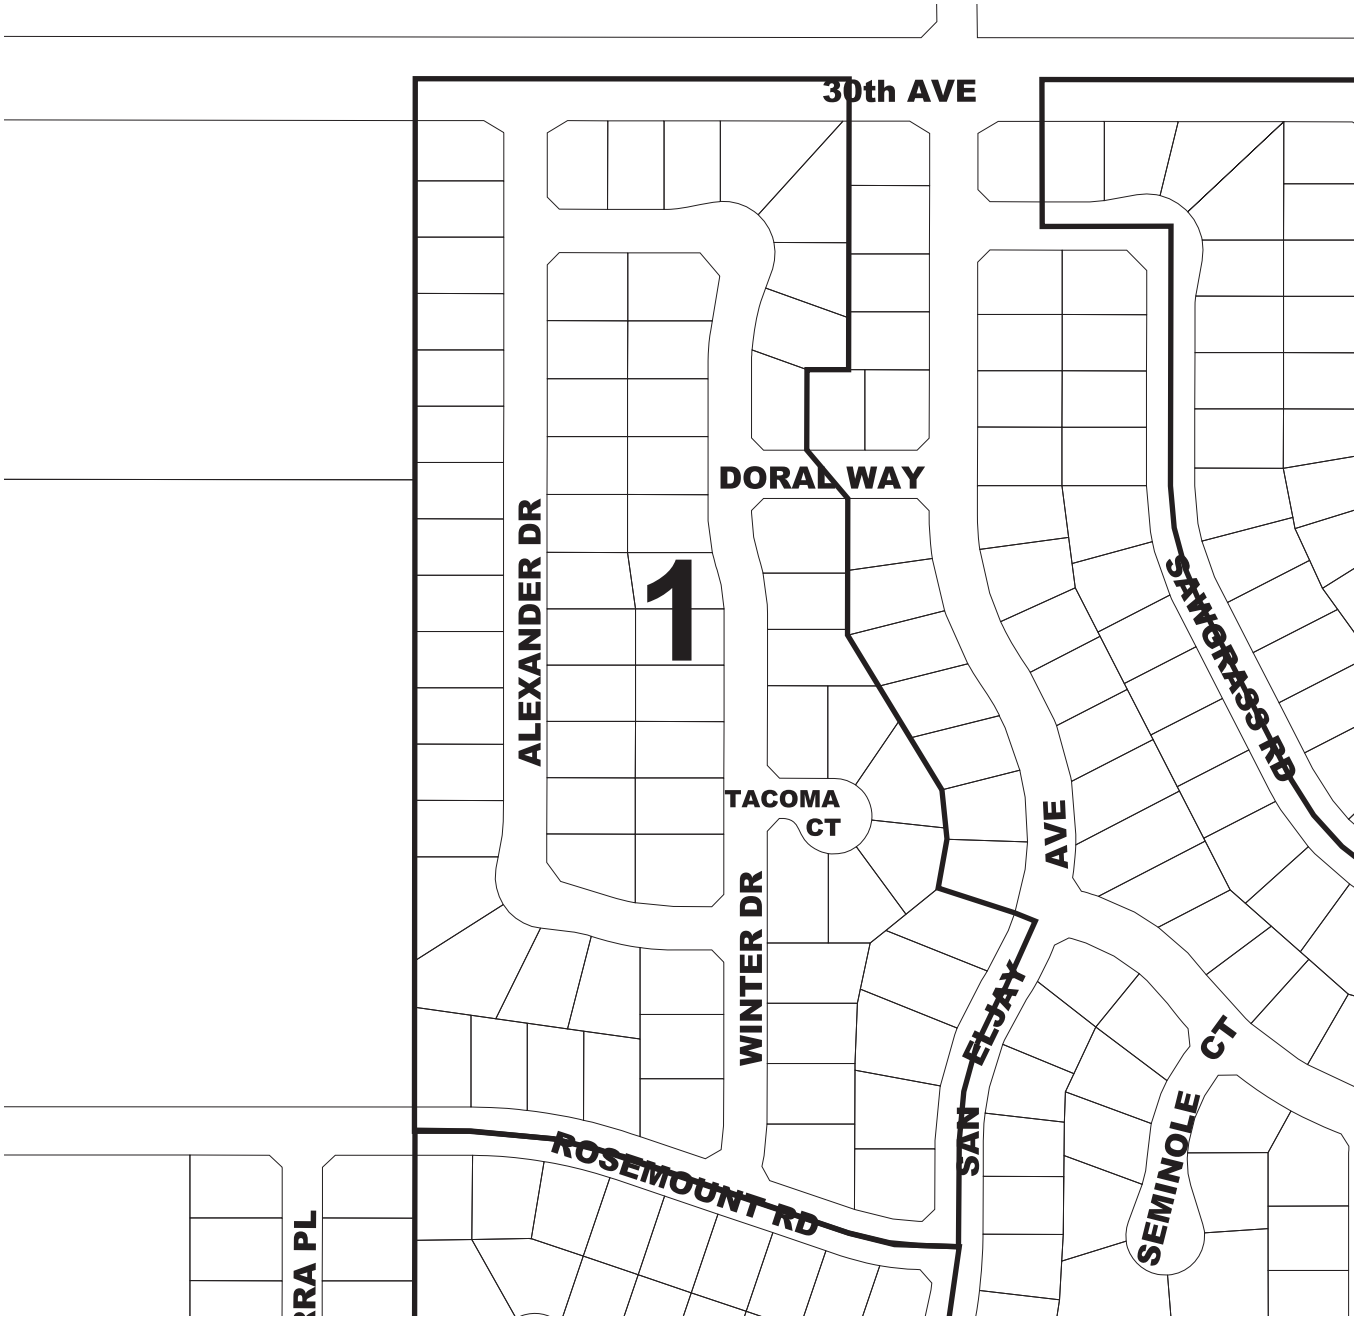 30th AVE
DORAL WAY
ALEXANDER DR
1
SAWGRASS RD
TACOMA
CT
AVE
WINTER DR
ELJAY
SAN
CT
SEMINOLE
ROSEMOUNT RD
RRA PL